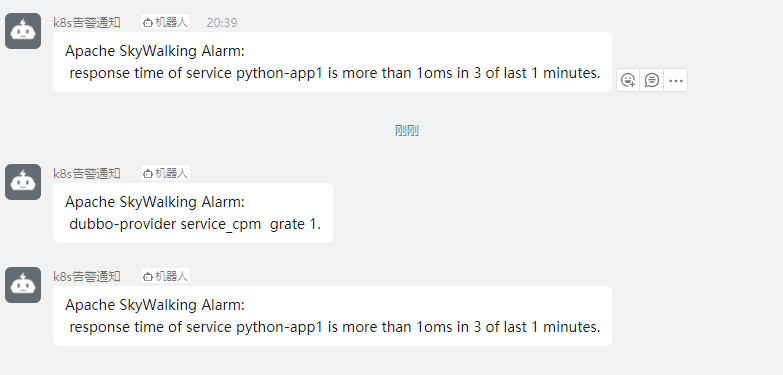 k8s告警通知 机器人 20:39
Apache SkyWalking Alarm:
response time of service python-app1 is more than 1oms in 3 of last 1 minutes.
刚刚
k8s告警通知 机器人
Apache SkyWalking Alarm:
dubbo-provider service_cpm  grate 1.
k8s告警通知 机器人
Apache SkyWalking Alarm:
response time of service python-app1 is more than 1oms in 3 of last 1 minutes.